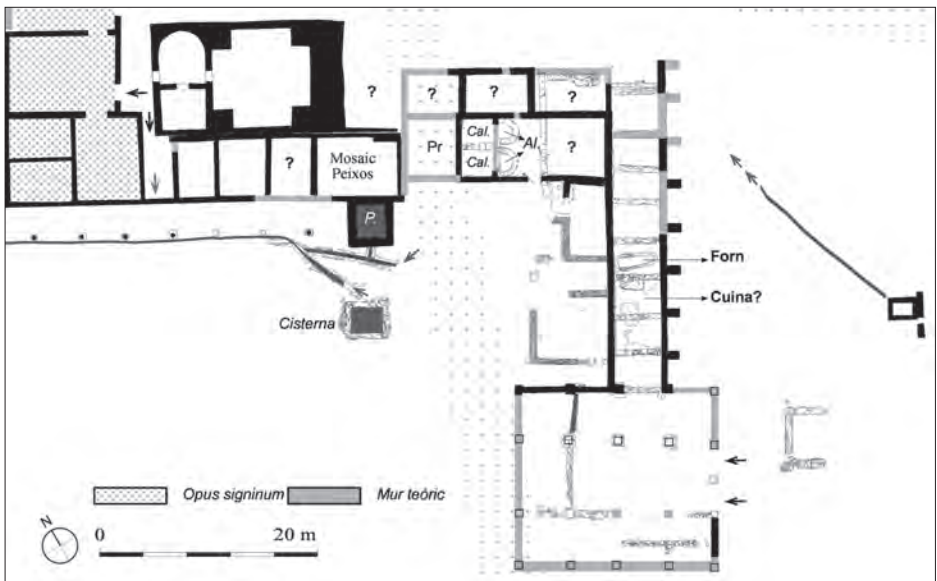 ?
?
?
?
Cal.
Pr
Al.
Cal.
?
?
Mosaic
Peixos
P.
Forn
Cuina?
Cisterna
Opus signinum
Mur teòric
N
0
20 m